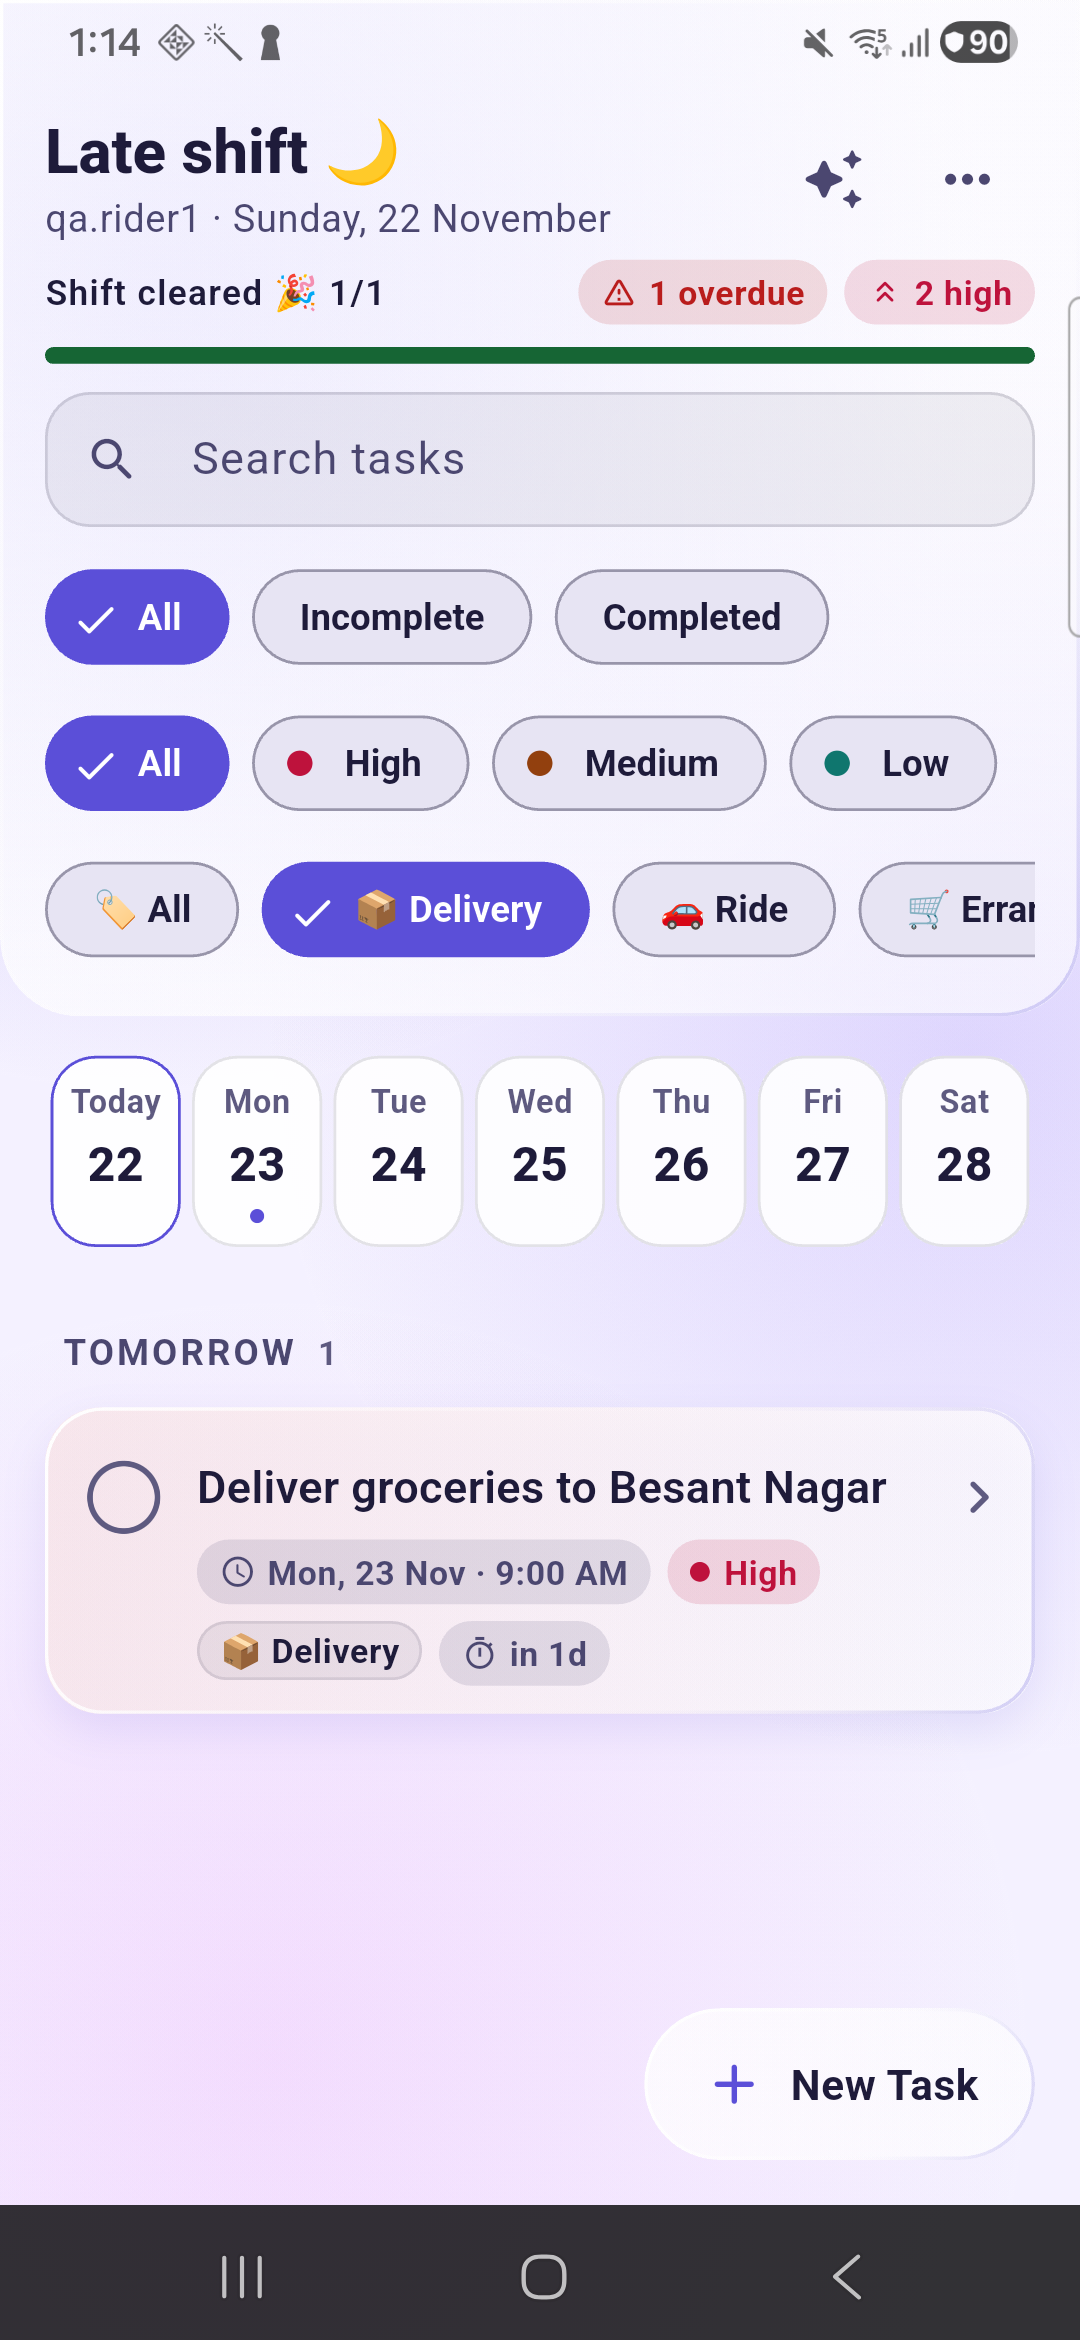 1:14 5 90
Late shift 🌙
qa.rider1 · Sunday, 22 November
Shift cleared 🎉 1/1 1 overdue 2 high
Search tasks
All Incomplete Completed
All High Medium Low
🏷️ All 📦 Delivery 🚗 Ride 🛒 Erran
Today Mon Tue Wed Thu Fri Sat
22 23 24 25 26 27 28
TOMORROW 1
Deliver groceries to Besant Nagar
Mon, 23 Nov · 9:00 AM High
📦 Delivery in 1d
New Task